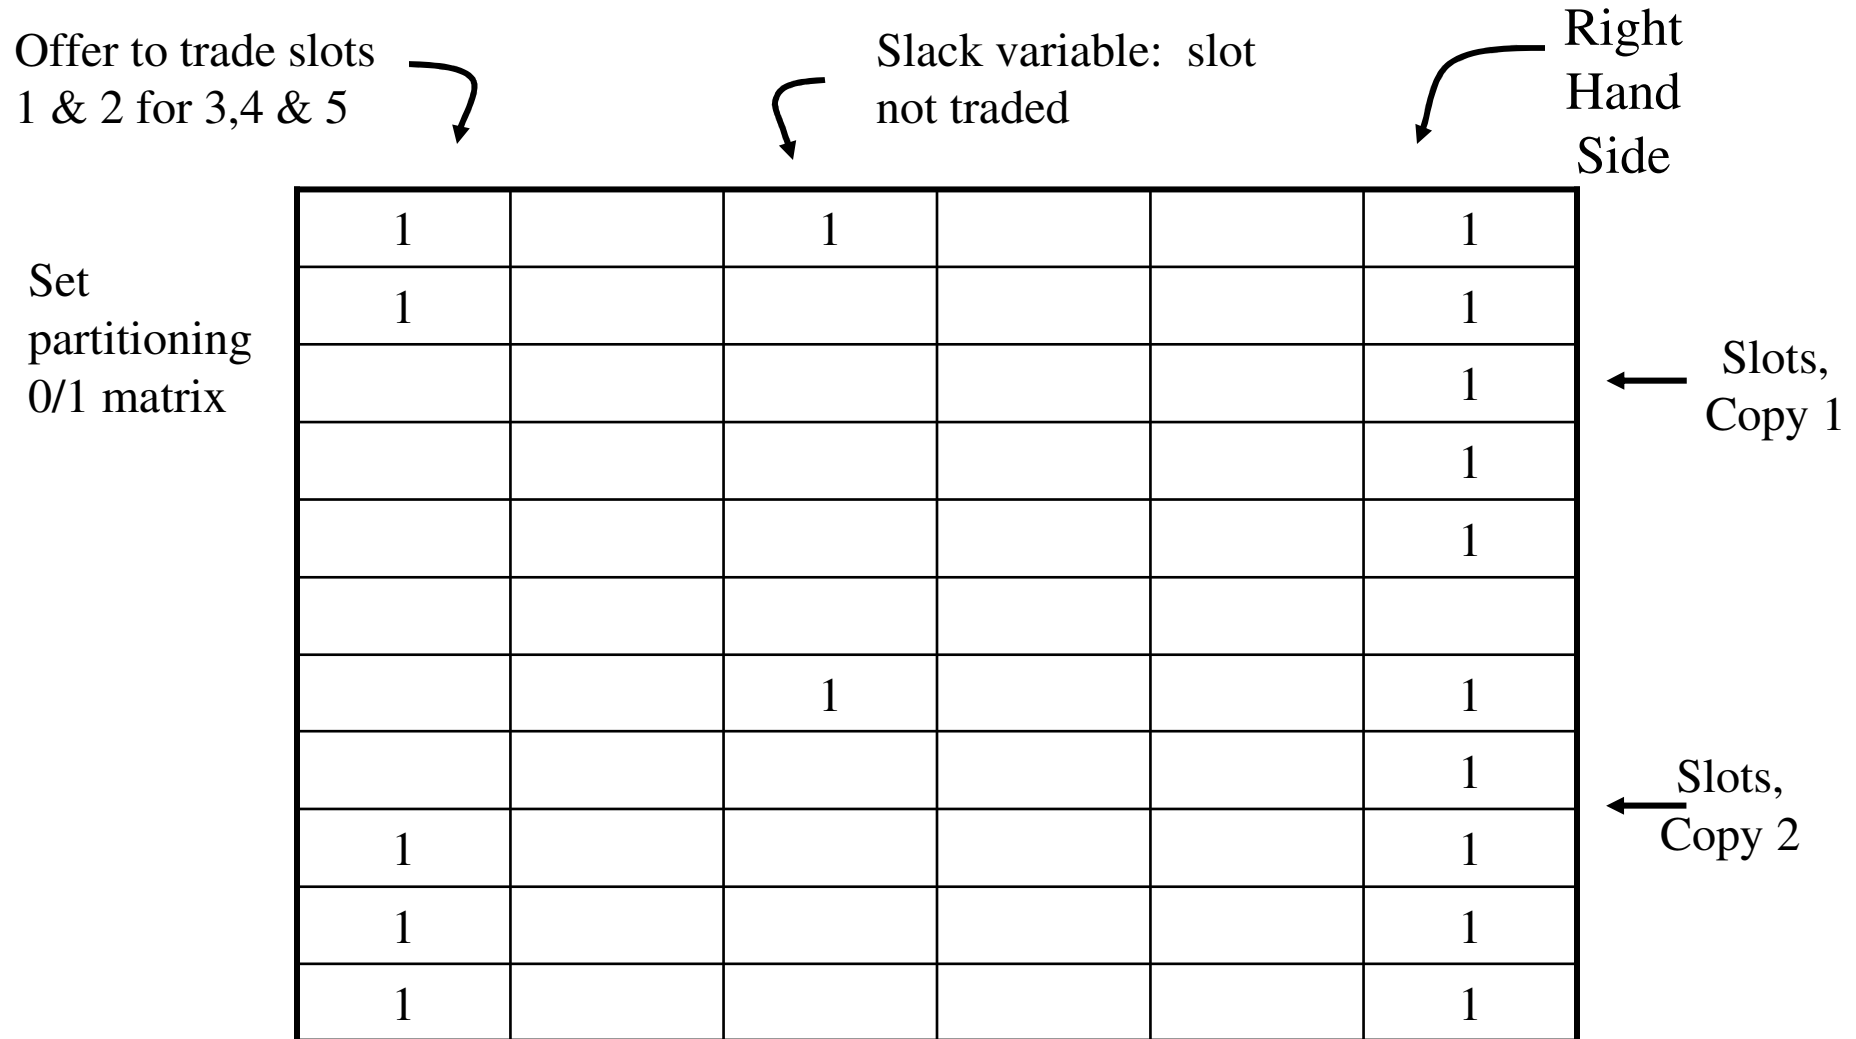 Offer to trade slots
1 & 2 for 3,4 & 5
Slack variable:  slot
not traded
Right
Hand
Side
Set
partitioning
0/1 matrix
1 1 1
1 1
1
1
1
1 1
1
1 1
1 1
1 1
Slots,
Copy 1
Slots,
Copy 2